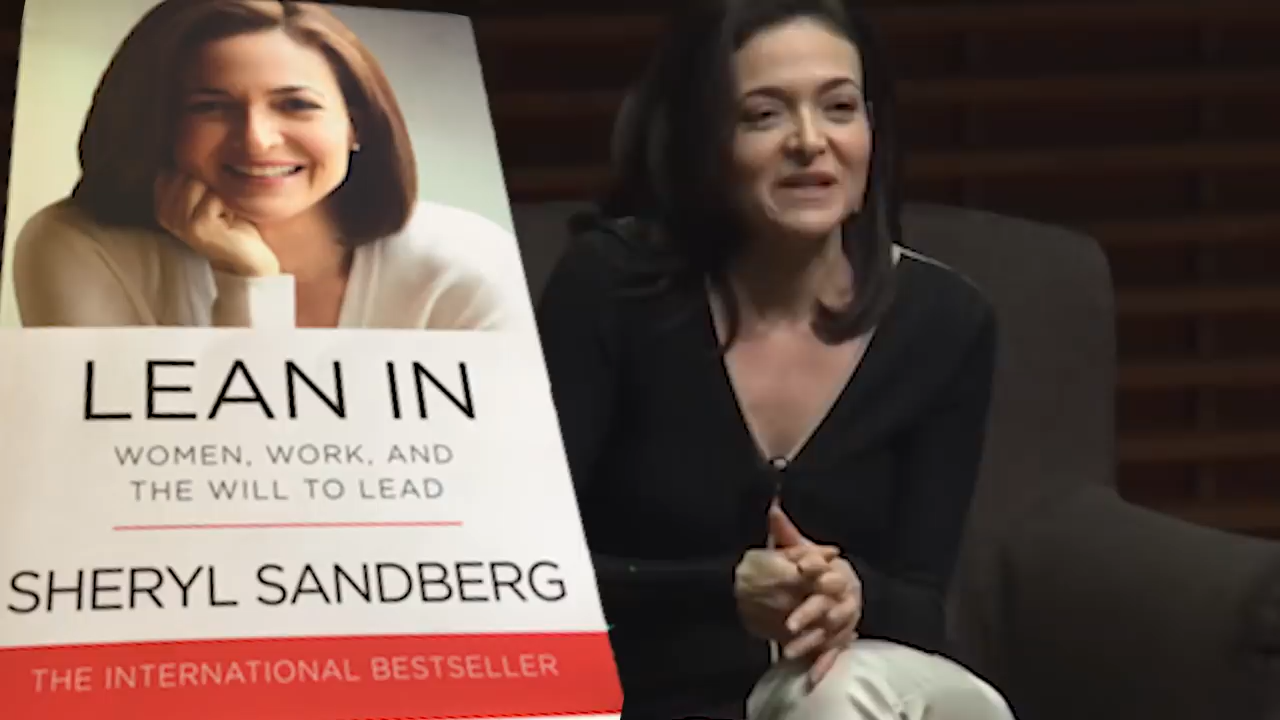 LEAN IN
WOMEN, WORK, AND
THE WILL TO LEAD
SHERYL SANDBERG
THE INTERNATIONAL BESTSELLER